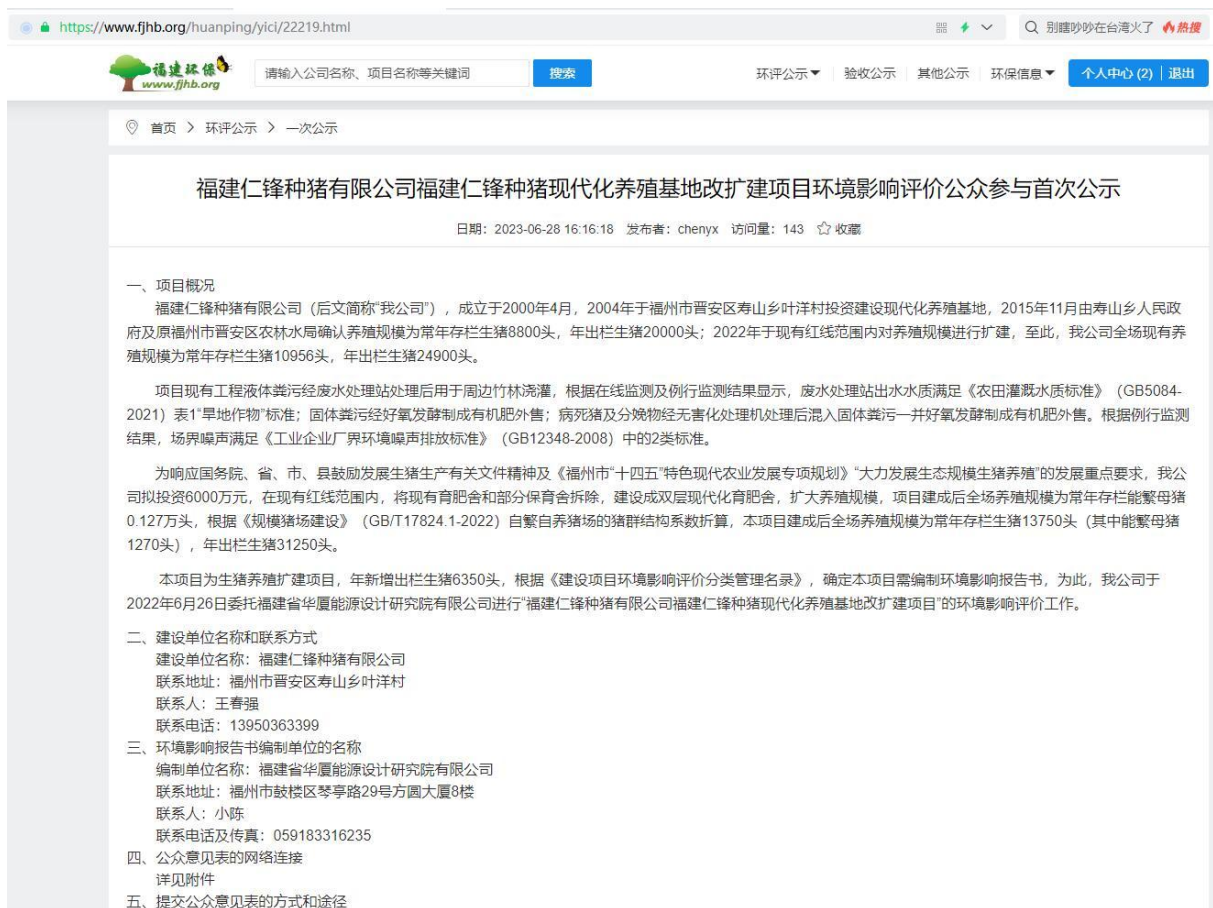 https://www.fjhb.org/huanping/yici/22219.html
别瞎吵吵在台湾火了 热搜
福建环保
www.fjhb.org
请输入公司名称、项目名称等关键词
搜索
环评公示 验收公示 其他公示 环保信息 个人中心 (2) | 退出
首页 > 环评公示 > 一次公示
福建仁锋种猪有限公司福建仁锋种猪现代化养殖基地改扩建项目环境影响评价公众参与首次公示
日期：2023-06-28 16:16:18 发布者：chenyx 访问量：143 收藏
一、项目概况
福建仁锋种猪有限公司（后文简称“我公司”），成立于2000年4月，2004年于福州市晋安区寿山乡叶洋村投资建设现代化养殖基地，2015年11月由寿山乡人民政
府及原福州市晋安区农林水局确认养殖规模为常年存栏生猪8800头，年出栏生猪20000头；2022年于现有红线范围内对养殖规模进行扩建，至此，我公司全场现有养
殖规模为常年存栏生猪10956头，年出栏生猪24900头。
项目现有工程液体粪污经废水处理站处理后用于周边竹林浇灌，根据在线监测及例行监测结果显示，废水处理站出水水质满足《农田灌溉水质标准》（GB5084-
2021）表1“旱地作物”标准；固体粪污经好氧发酵制成有机肥外售；病死猪及分娩物经无害化处理机处理后混入固体粪污一并好氧发酵制成有机肥外售。根据例行监测
结果，场界噪声满足《工业企业厂界环境噪声排放标准》（GB12348-2008）中的2类标准。
为响应国务院、省、市、县鼓励发展生猪生产有关文件精神及《福州市“十四五”特色现代农业发展专项规划》“大力发展生态规模生猪养殖”的发展重点要求，我公
司拟投资6000万元，在现有红线范围内，将现有育肥舍和部分保育舍拆除，建设成双层现代化育肥舍，扩大养殖规模，项目建成后全场养殖规模为常年存栏能繁母猪
0.127万头，根据《规模猪场建设》（GB/T17824.1-2022）自繁自养猪场的猪群结构系数折算，本项目建成后全场养殖规模为常年存栏生猪13750头（其中能繁母猪
1270头），年出栏生猪31250头。
本项目为生猪养殖扩建项目，年新增出栏生猪6350头，根据《建设项目环境影响评价分类管理名录》，确定本项目需编制环境影响报告书，为此，我公司于
2022年6月26日委托福建省华厦能源设计研究院有限公司进行“福建仁锋种猪有限公司福建仁锋种猪现代化养殖基地改扩建项目”的环境影响评价工作。
二、建设单位名称和联系方式
建设单位名称：福建仁锋种猪有限公司
联系地址：福州市晋安区寿山乡叶洋村
联系人：王春强
联系电话：13950363399
三、环境影响报告书编制单位的名称
编制单位名称：福建省华厦能源设计研究院有限公司
联系地址：福州市鼓楼区琴亭路29号方圆大厦8楼
联系人：小陈
联系电话及传真：059183316235
四、公众意见表的网络连接
详见附件
五、提交公众意见表的方式和途径